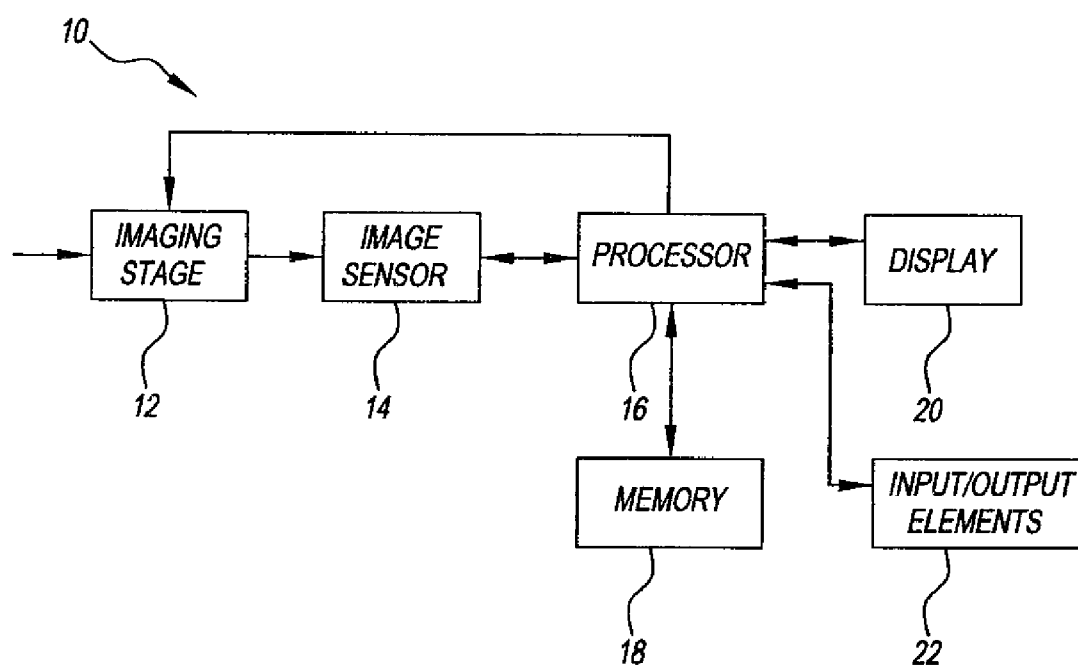 10
IMAGING
STAGE
IMAGE
SENSOR
PROCESSOR
DISPLAY
12
14
16
20
MEMORY
INPUT/OUTPUT
ELEMENTS
18
22